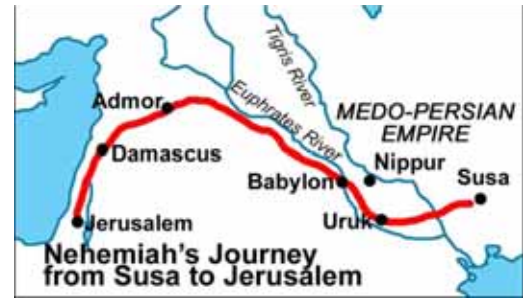 Tigris River
Admor
Euphrates River
MEDO-PERSIAN
EMPIRE
Damascus
Nippur
Babylon
Susa
Jerusalem
Uruk
Nehemiah's Journey
from Susa to Jerusalem